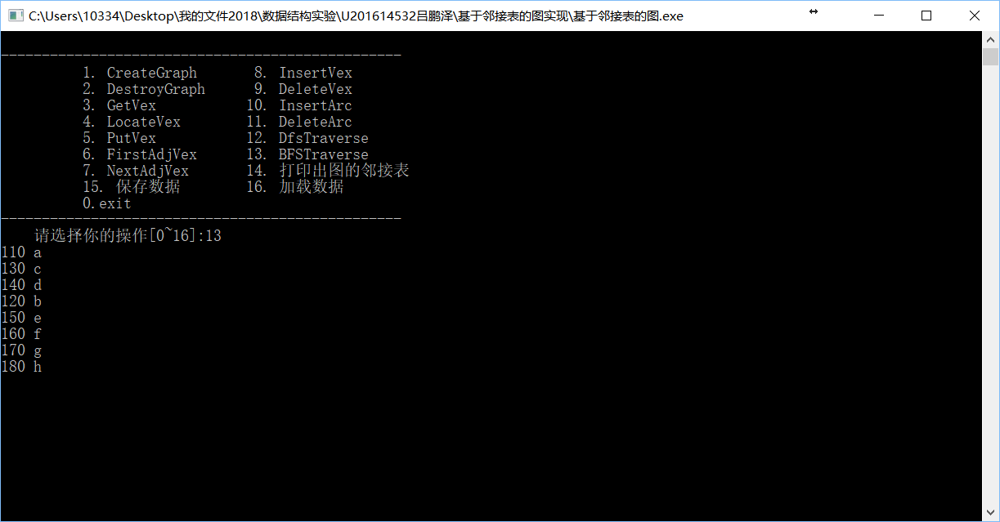 C:\Users\10334\Desktop\我的文件2018\数据结构实验\U201614532吕鹏泽\基于邻接表的图实现\基于邻接表的图.exe
-------------------------------------------------
1. CreateGraph 8. InsertVex
2. DestroyGraph 9. DeleteVex
3. GetVex 10. InsertArc
4. LocateVex 11. DeleteArc
5. PutVex 12. DfsTraverse
6. FirstAdjVex 13. BFSTraverse
7. NextAdjVex 14. 打印出图的邻接表
15. 保存数据 16. 加载数据
0.exit
-------------------------------------------------
请选择你的操作[0~16]:13
110 a
130 c
140 d
120 b
150 e
160 f
170 g
180 h